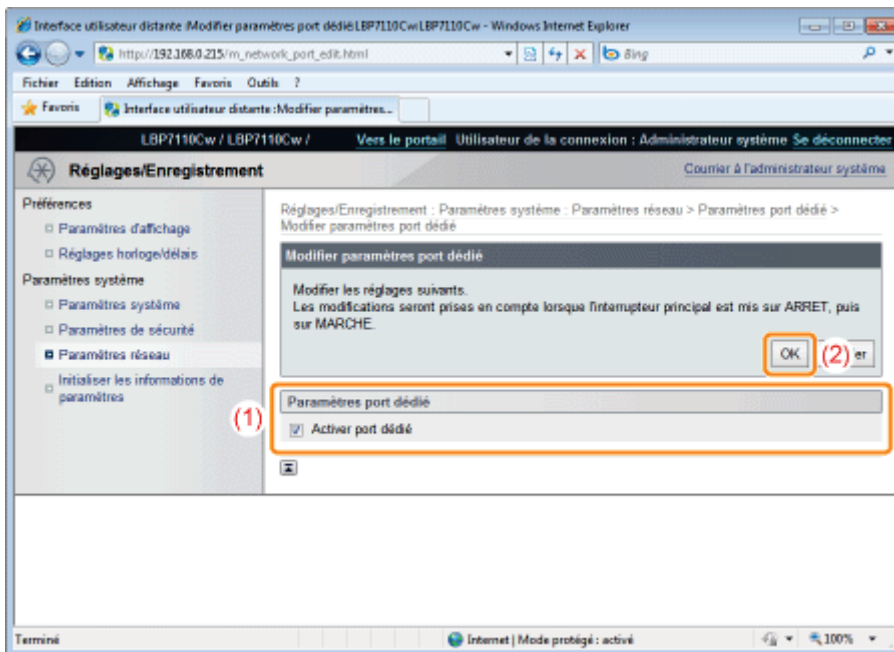 Interface utilisateur distante :Modifier paramètres port dédié:LBP7110Cw:LBP7110Cw - Windows Internet Explorer
http://192.168.0.215/m_network_port_edit.html
Bing
Fichier Edition Affichage Favoris Outils ?
Favoris
Interface utilisateur distante :Modifier paramètres...
LBP7110Cw / LBP7110Cw /
Vers le portail Utilisateur de la connexion : Administrateur système Se déconnecter
Réglages/Enregistrement
Courrier à l'administrateur système
Préférences
Paramètres d'affichage
Réglages horloge/délais
Paramètres système
Paramètres système
Paramètres de sécurité
Paramètres réseau
Initialiser les informations de
paramètres
Réglages/Enregistrement : Paramètres système : Paramètres réseau > Paramètres port dédié >
Modifier paramètres port dédié
Modifier paramètres port dédié
Modifier les réglages suivants.
Les modifications seront prises en compte lorsque l'interrupteur principal est mis sur ARRET, puis
sur MARCHE.
OK (2) er
(1)
Paramètres port dédié
Activer port dédié
Terminé
Internet | Mode protégé : activé
100%